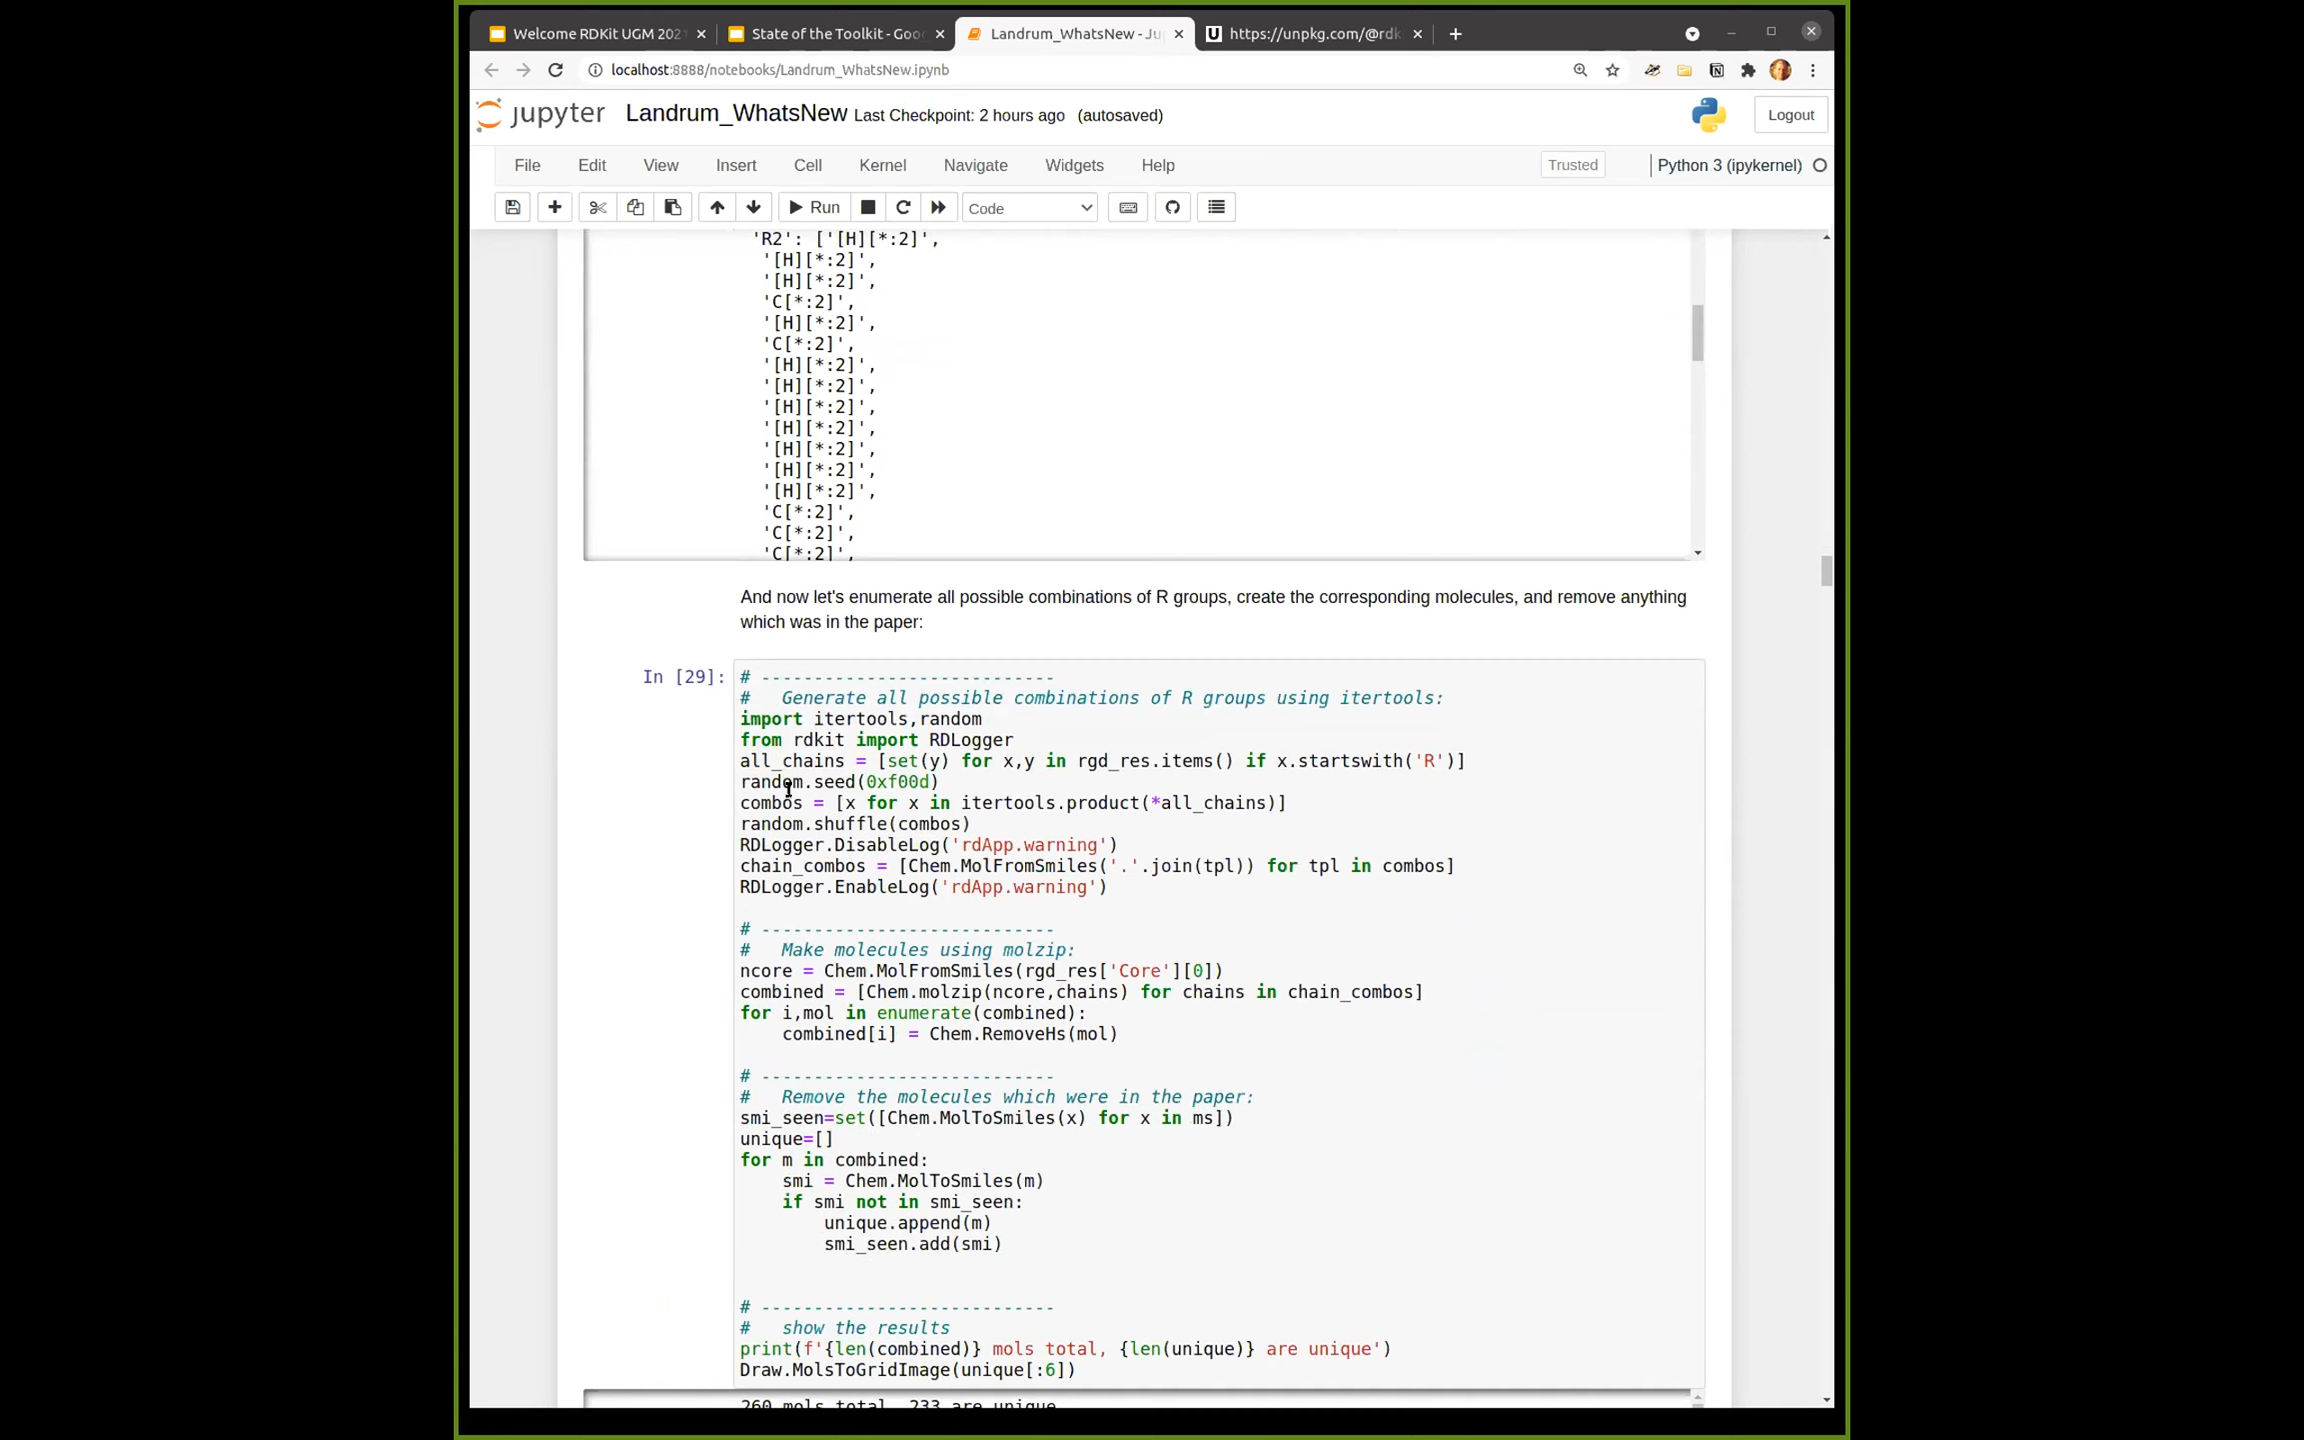 Welcome RDKit UGM 2021
State of the Toolkit - Goo
Landrum_WhatsNew - Ju
https://unpkg.com/@rdk
localhost:8888/notebooks/Landrum_WhatsNew.ipynb
jupyter Landrum_WhatsNew Last Checkpoint: 2 hours ago (autosaved)
Logout
File Edit View Insert Cell Kernel Navigate Widgets Help
Trusted
Python 3 (ipykernel)
Run
Code
'R2': ['[H][*:2]',
'[H][*:2]',
'[H][*:2]',
'C[*:2]',
'[H][*:2]',
'C[*:2]',
'[H][*:2]',
'[H][*:2]',
'[H][*:2]',
'[H][*:2]',
'[H][*:2]',
'[H][*:2]',
'[H][*:2]',
'C[*:2]',
'C[*:2]',
'C[*:2]',
And now let's enumerate all possible combinations of R groups, create the corresponding molecules, and remove anything
which was in the paper:
In [29]:
# ----------------------------
#   Generate all possible combinations of R groups using itertools:
import itertools,random
from rdkit import RDLogger
all_chains = [set(y) for x,y in rgd_res.items() if x.startswith('R')]
random.seed(0xf00d)
combos = [x for x in itertools.product(*all_chains)]
random.shuffle(combos)
RDLogger.DisableLog('rdApp.warning')
chain_combos = [Chem.MolFromSmiles('.'.join(tpl)) for tpl in combos]
RDLogger.EnableLog('rdApp.warning')
# ----------------------------
#   Make molecules using molzip:
ncore = Chem.MolFromSmiles(rgd_res['Core'][0])
combined = [Chem.molzip(ncore,chains) for chains in chain_combos]
for i,mol in enumerate(combined):
    combined[i] = Chem.RemoveHs(mol)
# ----------------------------
#   Remove the molecules which were in the paper:
smi_seen=set([Chem.MolToSmiles(x) for x in ms])
unique=[]
for m in combined:
    smi = Chem.MolToSmiles(m)
    if smi not in smi_seen:
        unique.append(m)
        smi_seen.add(smi)
# ----------------------------
#   show the results
print(f'{len(combined)} mols total, {len(unique)} are unique')
Draw.MolsToGridImage(unique[:6])
260 mols total, 233 are unique